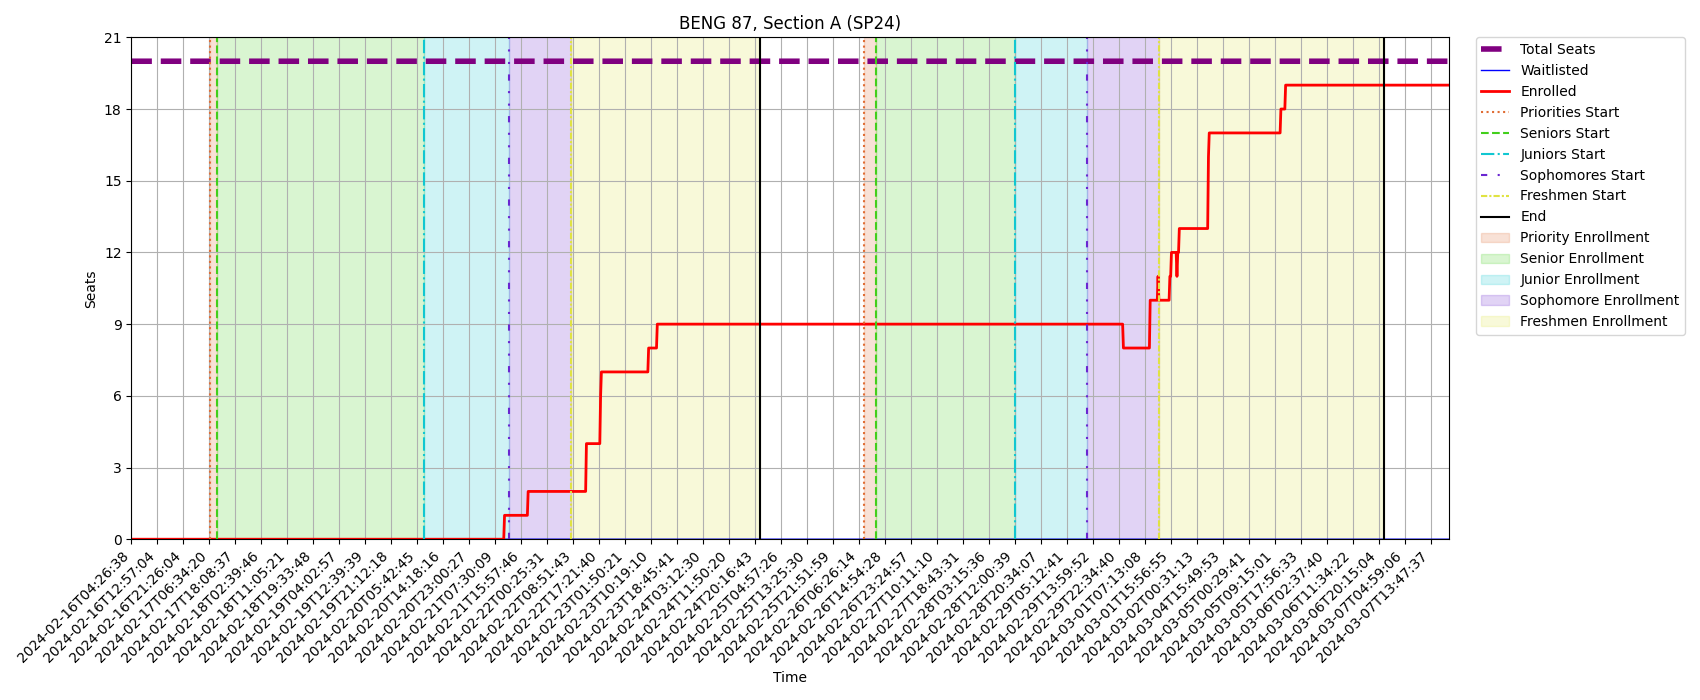 BENG 87, Section A (SP24)
21
18
15
12
9
6
3
0
Seats
2024-02-16T04:26:38
2024-02-16T12:57:04
2024-02-16T21:26:04
2024-02-17T06:34:20
2024-02-17T18:08:37
2024-02-18T02:39:46
2024-02-18T11:05:21
2024-02-18T19:33:48
2024-02-19T04:02:57
2024-02-19T12:39:39
2024-02-19T21:12:18
2024-02-20T05:42:45
2024-02-20T14:18:16
2024-02-20T23:00:27
2024-02-21T07:30:09
2024-02-21T15:57:46
2024-02-22T00:25:31
2024-02-22T08:51:43
2024-02-22T17:21:40
2024-02-23T01:50:21
2024-02-23T10:19:10
2024-02-23T18:45:41
2024-02-24T03:12:30
2024-02-24T11:50:20
2024-02-24T20:16:43
2024-02-25T04:57:26
2024-02-25T13:25:30
2024-02-25T21:51:59
2024-02-26T06:26:14
2024-02-26T14:54:28
2024-02-26T23:24:57
2024-02-27T10:11:10
2024-02-27T18:43:31
2024-02-28T03:15:36
2024-02-28T12:00:39
2024-02-28T20:34:07
2024-02-29T05:12:41
2024-02-29T13:59:52
2024-02-29T22:34:40
2024-03-01T07:13:08
2024-03-01T15:56:55
2024-03-02T00:31:13
2024-03-04T15:49:53
2024-03-05T00:29:41
2024-03-05T09:15:01
2024-03-05T17:56:33
2024-03-06T02:37:40
2024-03-06T11:34:22
2024-03-06T20:15:04
2024-03-07T04:59:06
2024-03-07T13:47:37
Time
Total Seats
Waitlisted
Enrolled
Priorities Start
Seniors Start
Juniors Start
Sophomores Start
Freshmen Start
End
Priority Enrollment
Senior Enrollment
Junior Enrollment
Sophomore Enrollment
Freshmen Enrollment